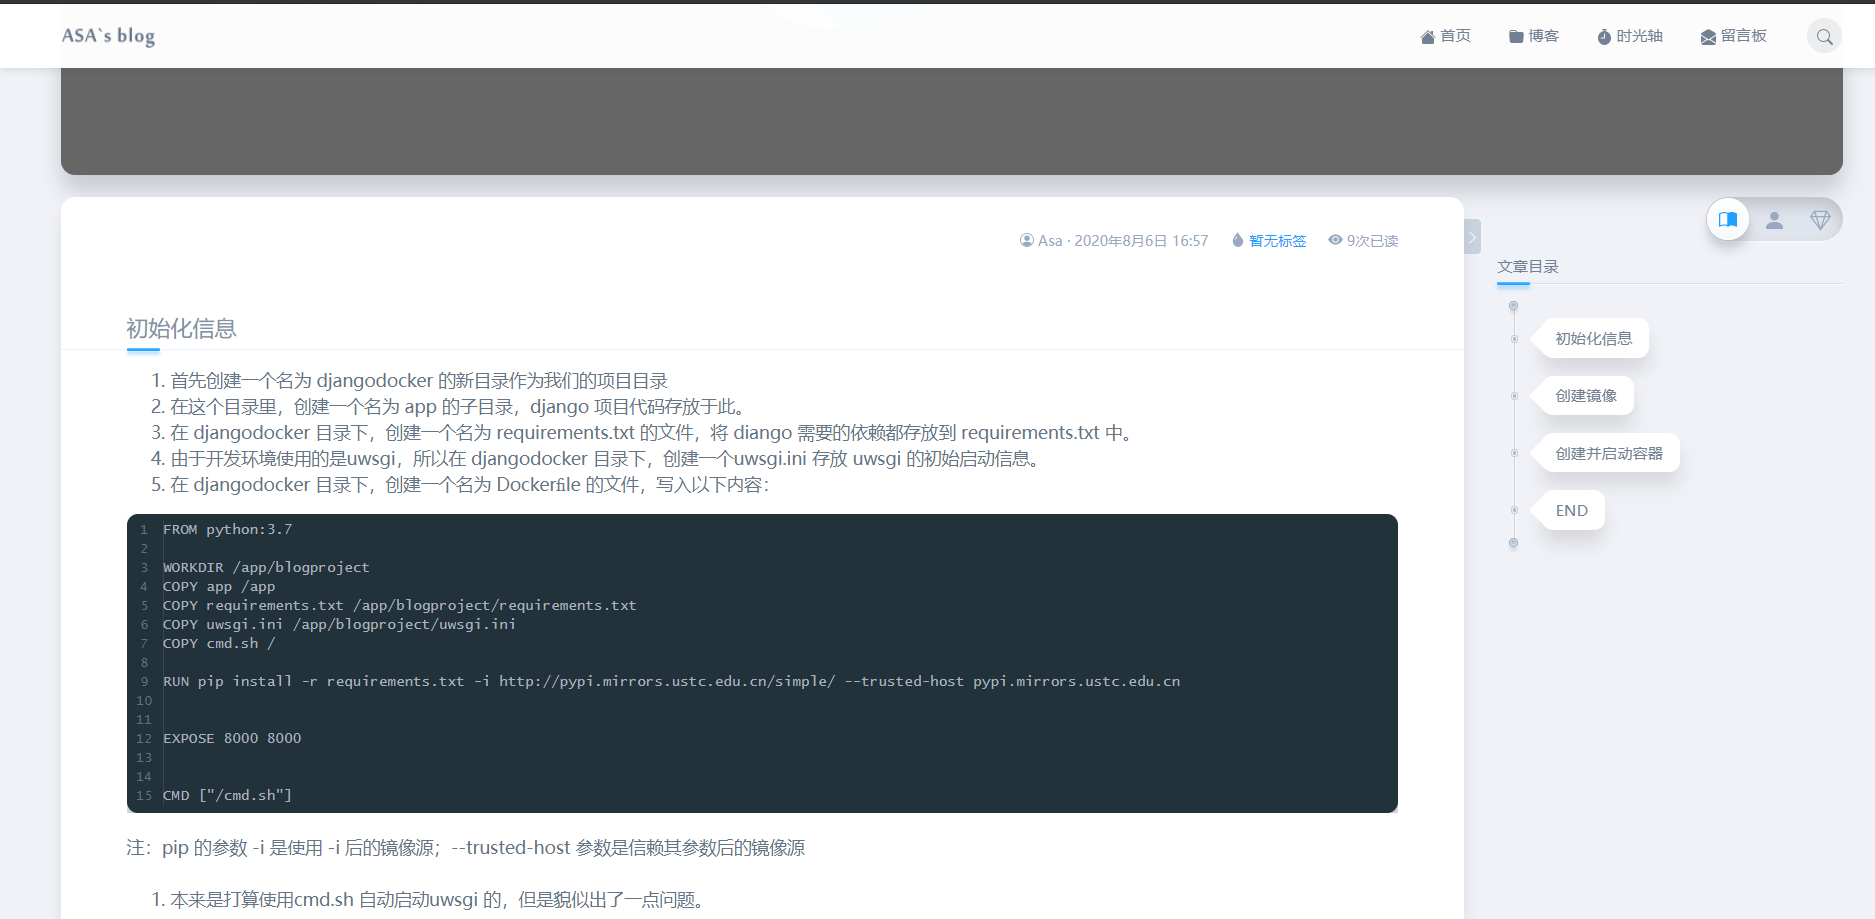 ASA`s blog
首页
博客
时光轴
留言板
Asa · 2020年8月6日 16:57
暂无标签
9次已读
初始化信息
1. 首先创建一个名为 djangodocker 的新目录作为我们的项目目录
2. 在这个目录里，创建一个名为 app 的子目录，django 项目代码存放于此。
3. 在 djangodocker 目录下，创建一个名为 requirements.txt 的文件，将 diango 需要的依赖都存放到 requirements.txt 中。
4. 由于开发环境使用的是uwsgi，所以在 djangodocker 目录下，创建一个uwsgi.ini 存放 uwsgi 的初始启动信息。
5. 在 djangodocker 目录下，创建一个名为 Dockerfile 的文件，写入以下内容：
1 FROM python:3.7
2
3 WORKDIR /app/blogproject
4 COPY app /app
5 COPY requirements.txt /app/blogproject/requirements.txt
6 COPY uwsgi.ini /app/blogproject/uwsgi.ini
7 COPY cmd.sh /
8
9 RUN pip install -r requirements.txt -i http://pypi.mirrors.ustc.edu.cn/simple/ --trusted-host pypi.mirrors.ustc.edu.cn
10
11
12 EXPOSE 8000 8000
13
14
15 CMD ["/cmd.sh"]
注：pip 的参数 -i 是使用 -i 后的镜像源；--trusted-host 参数是信赖其参数后的镜像源
1. 本来是打算使用cmd.sh 自动启动uwsgi 的，但是貌似出了一点问题。
文章目录
初始化信息
创建镜像
创建并启动容器
END